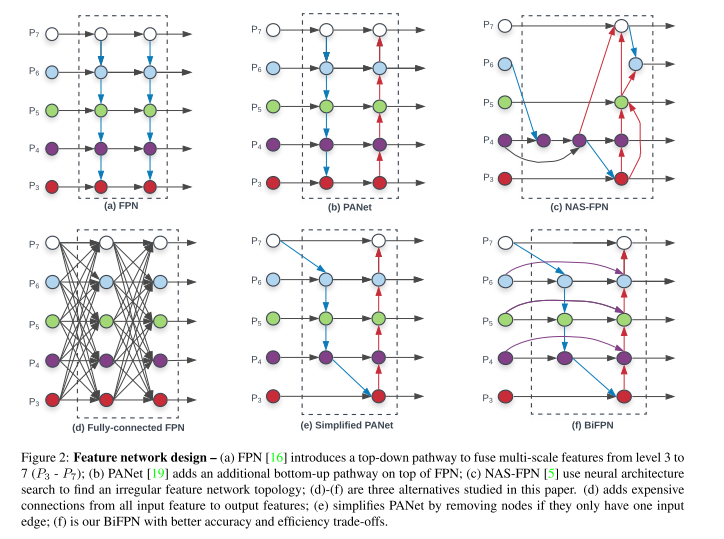 P7
P6
P5
P4
P3
(a) FPN
P7
P6
P5
P4
P3
(b) PANet
P7
P6
P5
P4
P3
(c) NAS-FPN
P7
P6
P5
P4
P3
(d) Fully-connected FPN
P7
P6
P5
P4
P3
(e) Simplified PANet
P7
P6
P5
P4
P3
(f) BiFPN
Figure 2: Feature network design – (a) FPN [16] introduces a top-down pathway to fuse multi-scale features from level 3 to
7 (P3 - P7); (b) PANet [19] adds an additional bottom-up pathway on top of FPN; (c) NAS-FPN [5] use neural architecture
search to find an irregular feature network topology; (d)-(f) are three alternatives studied in this paper. (d) adds expensive
connections from all input feature to output features; (e) simplifies PANet by removing nodes if they only have one input
edge; (f) is our BiFPN with better accuracy and efficiency trade-offs.